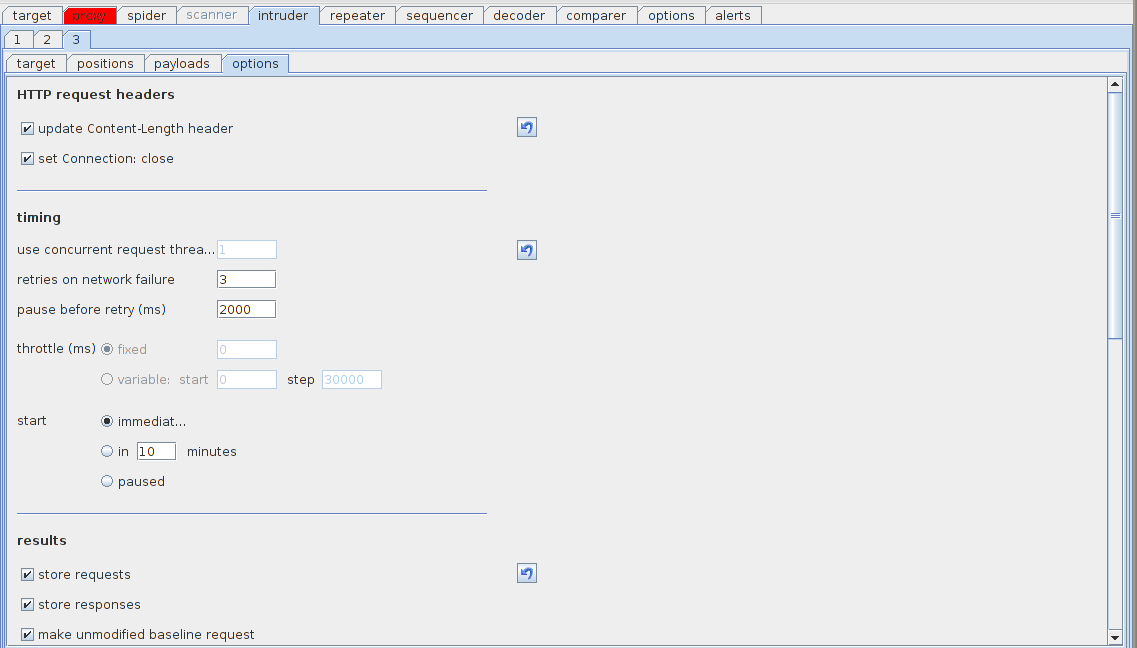 target proxy spider scanner intruder repeater sequencer decoder comparer options alerts
1 2 3
target positions payloads options
HTTP request headers
update Content-Length header
set Connection: close
timing
use concurrent request threa... 1
retries on network failure 3
pause before retry (ms) 2000
throttle (ms) fixed 0
variable: start 0 step 30000
start immediat...
in 10 minutes
paused
results
store requests
store responses
make unmodified baseline request